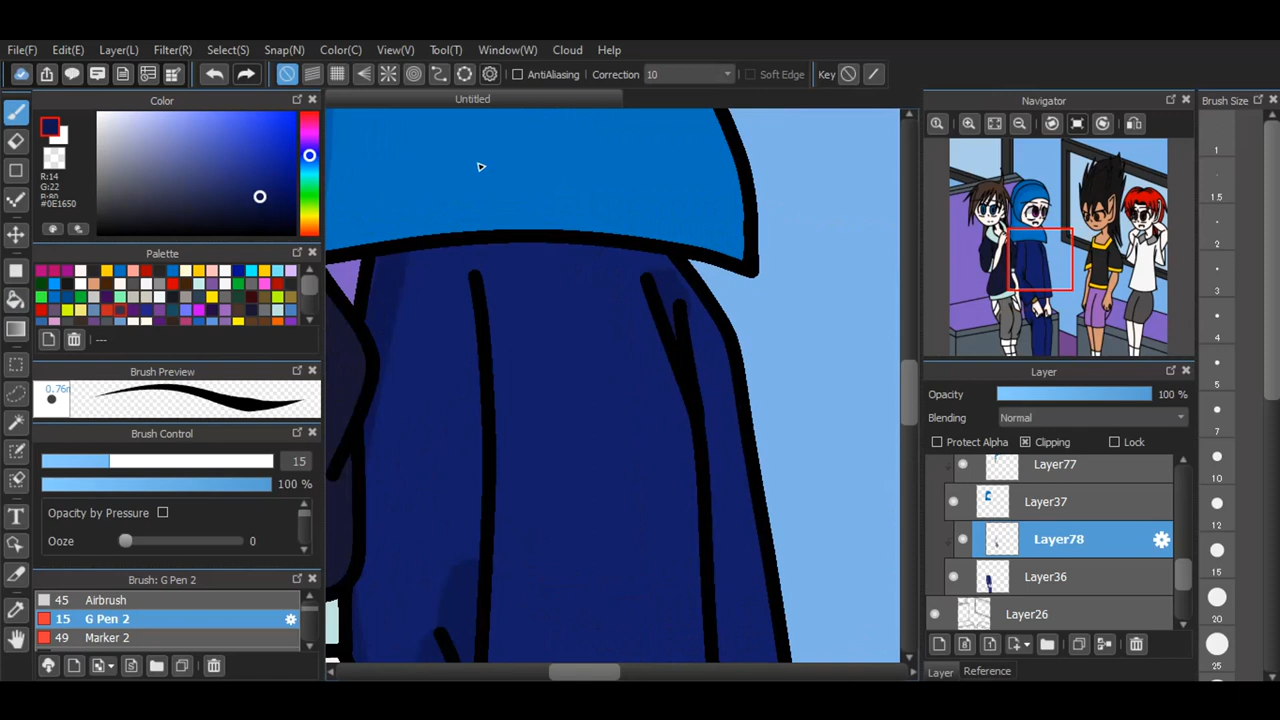 File(F) Edit(E) Layer(L) Filter(R) Select(S) Snap(N) Color(C) View(V) Tool(T) Window(W) Cloud Help
AntiAliasing Correction 10 Soft Edge Key
Color
Untitled
Navigator
Brush Size
R:14
G:22
B:80
#0E1650
Palette
---
Brush Preview
Brush Control
15
100 %
Opacity by Pressure
Ooze 0
Brush: G Pen 2
45 Airbrush
15 G Pen 2
49 Marker 2
Layer
Opacity 100 %
Blending Normal
Protect Alpha Clipping Lock
Layer77
Layer37
Layer78
Layer36
Layer26
Layer Reference
1
1.5
2
3
4
5
7
10
12
15
20
25